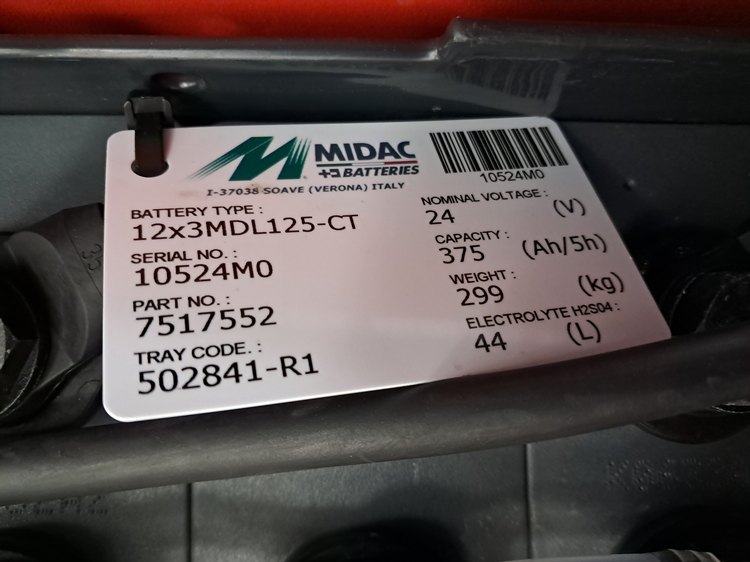 MIDAC
BATTERIES
I-37038 SOAVE (VERONA) ITALY
10524M0
BATTERY TYPE :
12x3MDL125-CT
SERIAL NO. :
10524M0
PART NO. :
7517552
TRAY CODE. :
502841-R1
NOMINAL VOLTAGE :
24 (V)
CAPACITY :
375 (Ah/5h)
WEIGHT :
299 (kg)
ELECTROLYTE H2SO4 :
44 (L)